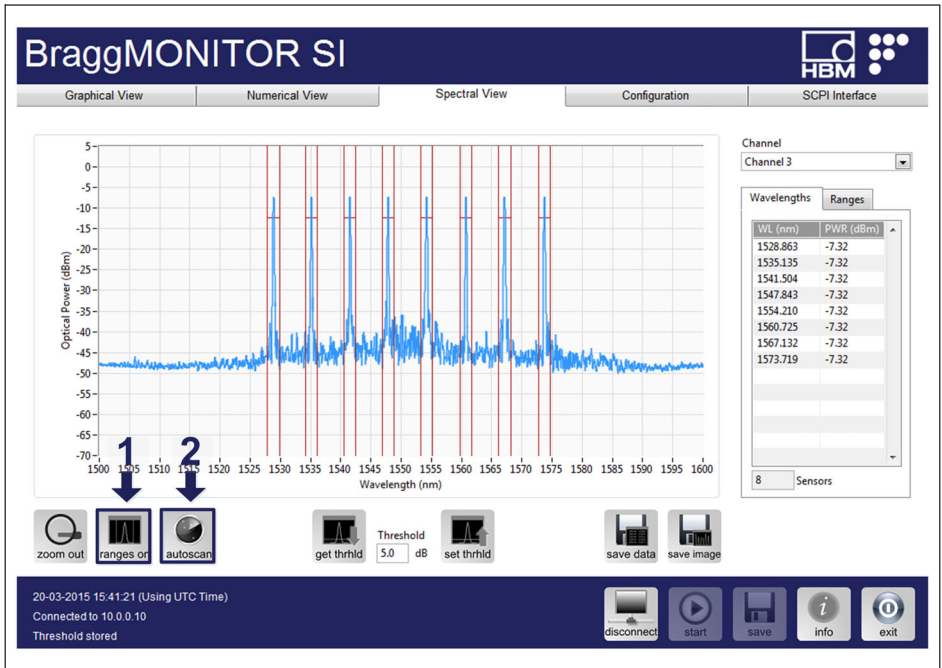 BraggMONITOR SI
HBM
Graphical View
Numerical View
Spectral View
Configuration
SCPI Interface
Optical Power (dBm)
5
0
-5
-10
-15
-20
-25
-30
-35
-40
-45
-50
-55
-60
-65
-70
1500 1505 1510 1515 1520 1525 1530 1535 1540 1545 1550 1555 1560 1565 1570 1575 1580 1585 1590 1595 1600
Wavelength (nm)
Channel
Channel 3
Wavelengths
Ranges
WL (nm) PWR (dBm)
1528.863 -7.32
1535.135 -7.32
1541.504 -7.32
1547.843 -7.32
1554.210 -7.32
1560.725 -7.32
1567.132 -7.32
1573.719 -7.32
8 Sensors
1
2
zoom out
ranges on
autoscan
get thrhld
Threshold
5.0 dB
set thrhld
save data
save image
20-03-2015 15:41:21 (Using UTC Time)
Connected to 10.0.0.10
Threshold stored
disconnect
start
save
info
exit